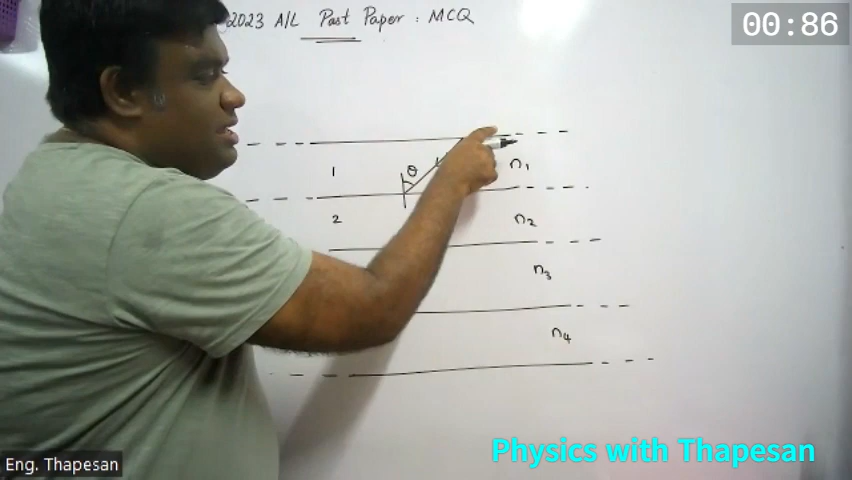 2023 A/L Past Paper : MCQ
00:86
1 θ n₁
2 n₂
n₃
n₄
Physics with Thapesan
Eng. Thapesan